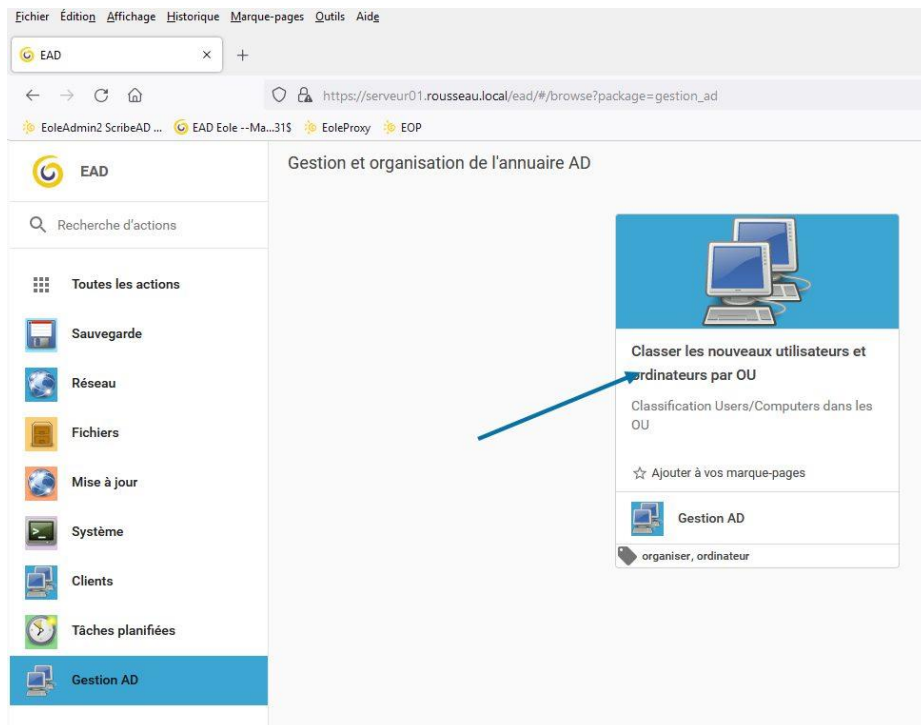 Fichier Édition Affichage Historique Marque-pages Outils Aide
EAD
https://serveur01.rousseau.local/ead/#/browse?package=gestion_ad
EoleAdmin2 ScribeAD ... EAD Eole --Ma...31$ EoleProxy EOP
EAD
Gestion et organisation de l'annuaire AD
Recherche d'actions
Toutes les actions
Sauvegarde
Réseau
Fichiers
Mise à jour
Système
Clients
Tâches planifiées
Gestion AD
Classer les nouveaux utilisateurs et
ordinateurs par OU
Classification Users/Computers dans les
OU
Ajouter à vos marque-pages
Gestion AD
organiser, ordinateur